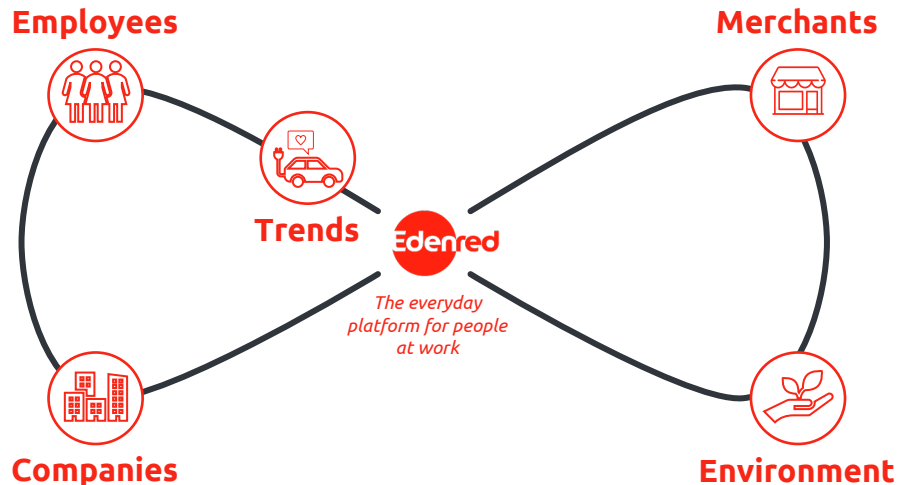 Employees
Merchants
Trends
Edenred
The everyday
platform for people
at work
Companies
Environment